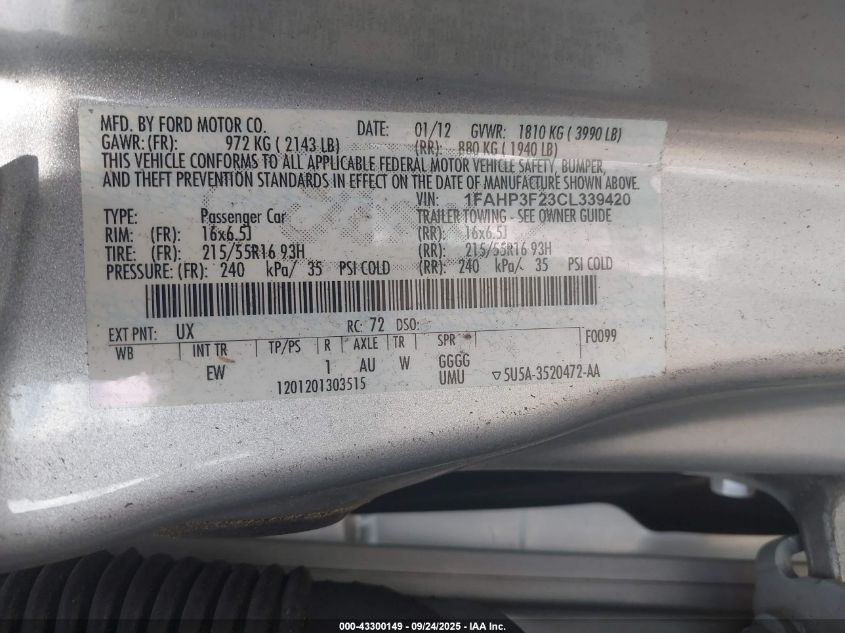 MFD. BY FORD MOTOR CO. DATE: 01/12 GVWR: 1810 KG ( 3990 LB)
GAWR: (FR): 972 KG ( 2143 LB) (RR): 880 KG ( 1940 LB)
THIS VEHICLE CONFORMS TO ALL APPLICABLE FEDERAL MOTOR VEHICLE SAFETY, BUMPER,
AND THEFT PREVENTION STANDARDS IN EFFECT ON THE DATE OF MANUFACTURE SHOWN ABOVE.
VIN: 1FAHP3F23CL339420
TYPE: Passenger Car TRAILER TOWING - SEE OWNER GUIDE
RIM: (FR): 16x6.5J (RR): 16x6.5J
TIRE: (FR): 215/55R16 93H (RR): 215/55R16 93H
PRESSURE: (FR): 240 kPa/ 35 PSI COLD (RR): 240 kPa/ 35 PSI COLD
EXT PNT: UX RC: 72 DSO: F0099
WB INT TR TP/PS R AXLE TR SPR
EW 1 AU W GGGG
UMU ▽5U5A-3520472-AA
1201201303515
000-43300149 - 09/24/2025 - IAA Inc.